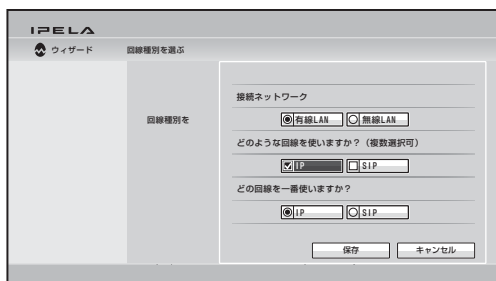 IPELA
ウィザード 回線種別を選ぶ
接続ネットワーク
回線種別を
有線LAN 無線LAN
どのような回線を使いますか?(複数選択可)
IP SIP
どの回線を一番使いますか?
IP SIP
保存 キャンセル